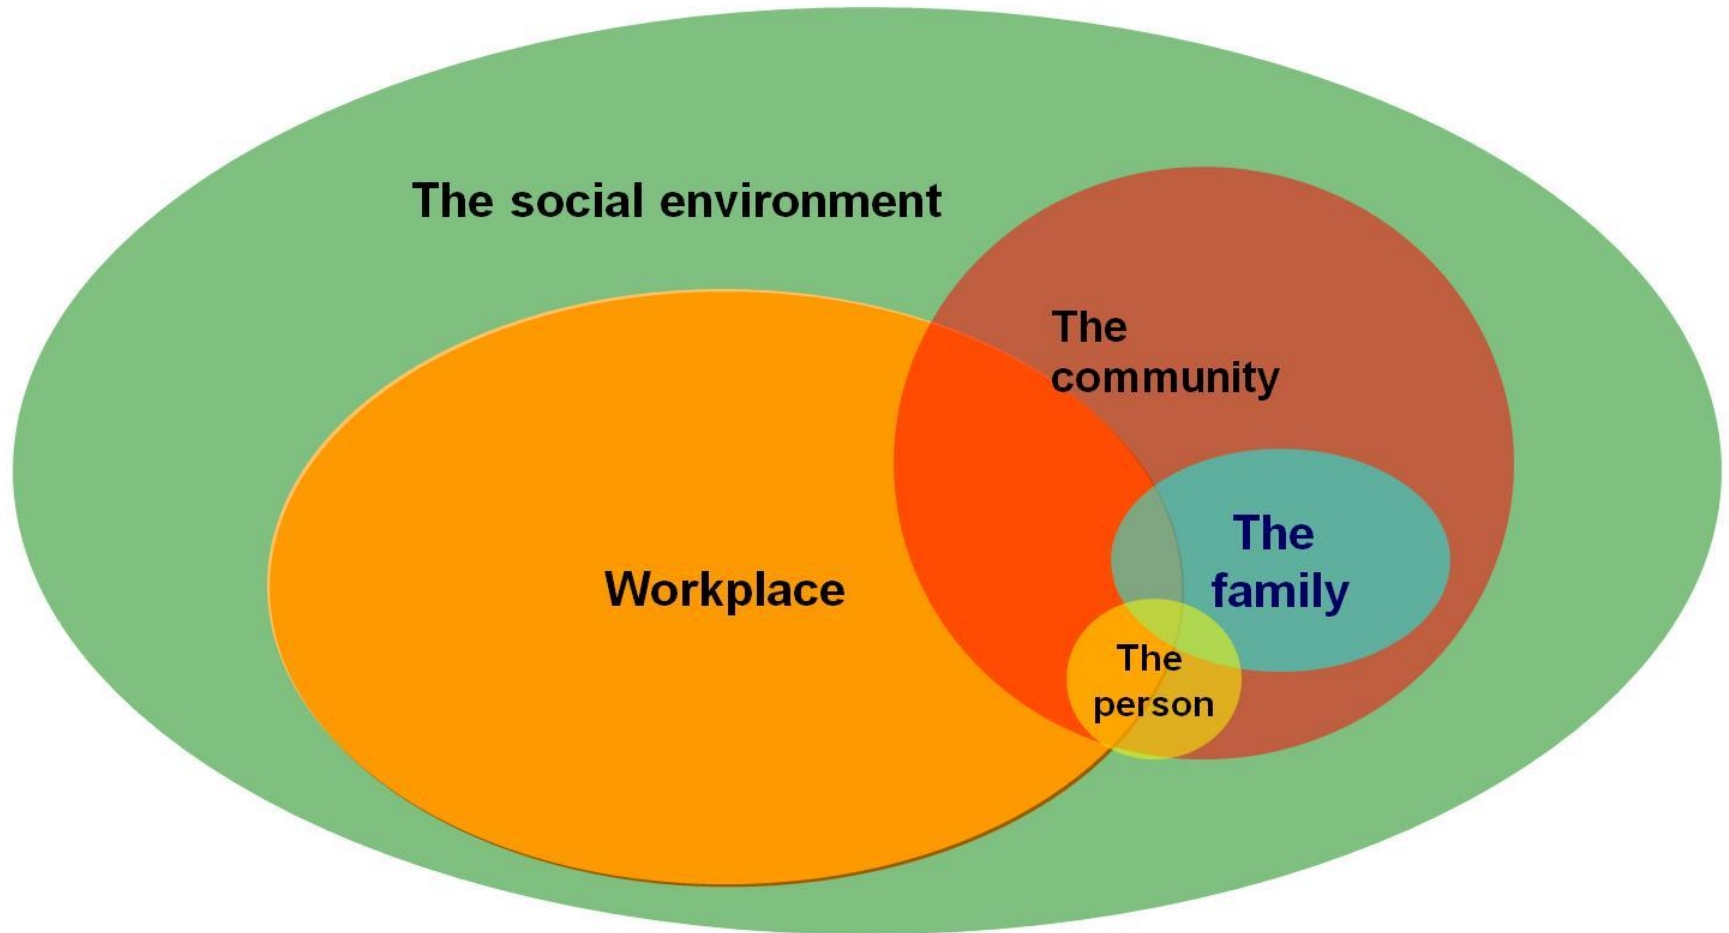 The social environment
The
community
The
family
Workplace
The
person